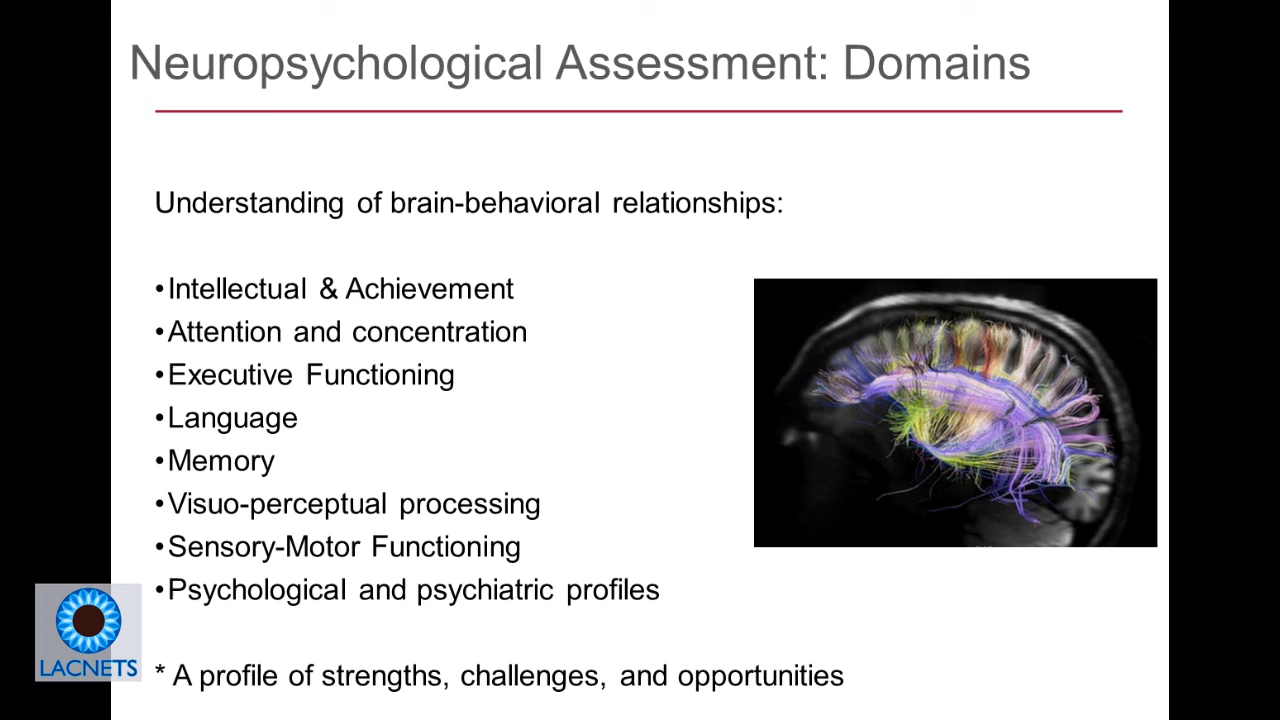 Neuropsychological Assessment: Domains
Understanding of brain-behavioral relationships:
•Intellectual & Achievement
•Attention and concentration
•Executive Functioning
•Language
•Memory
•Visuo-perceptual processing
•Sensory-Motor Functioning
•Psychological and psychiatric profiles
* A profile of strengths, challenges, and opportunities
LACNETS